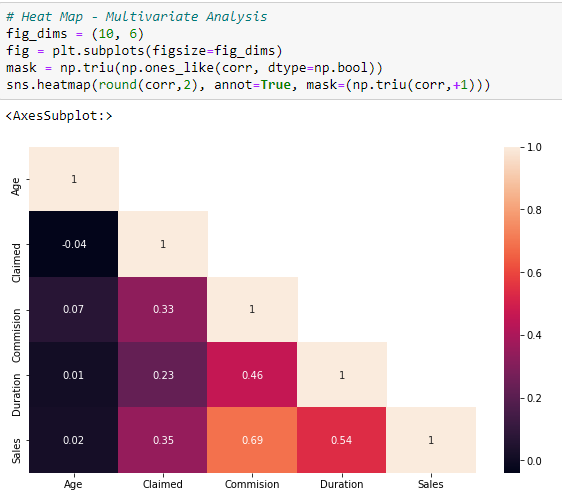 # Heat Map - Multivariate Analysis
fig_dims = (10, 6)
fig = plt.subplots(figsize=fig_dims)
mask = np.triu(np.ones_like(corr, dtype=np.bool))
sns.heatmap(round(corr,2), annot=True, mask=(np.triu(corr,+1)))
<AxesSubplot:>
1.0
Age 1
0.8
Claimed -0.04 1
0.6
Commision 0.07 0.33 1
0.4
Duration 0.01 0.23 0.46 1
0.2
Sales 0.02 0.35 0.69 0.54 1
0.0
Age Claimed Commision Duration Sales